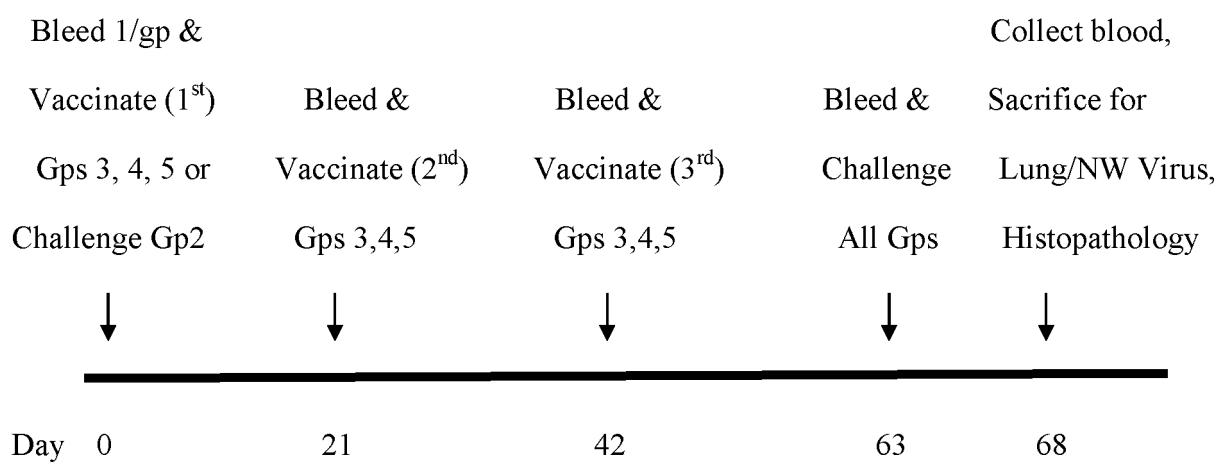 Bleed 1/gp &
Vaccinate (1st)
Gps 3, 4, 5 or
Challenge Gp2
Bleed &
Vaccinate (2nd)
Gps 3,4,5
Bleed &
Vaccinate (3rd)
Gps 3,4,5
Bleed &
Challenge
All Gps
Collect blood,
Sacrifice for
Lung/NW Virus,
Histopathology
Day 0 21 42 63 68